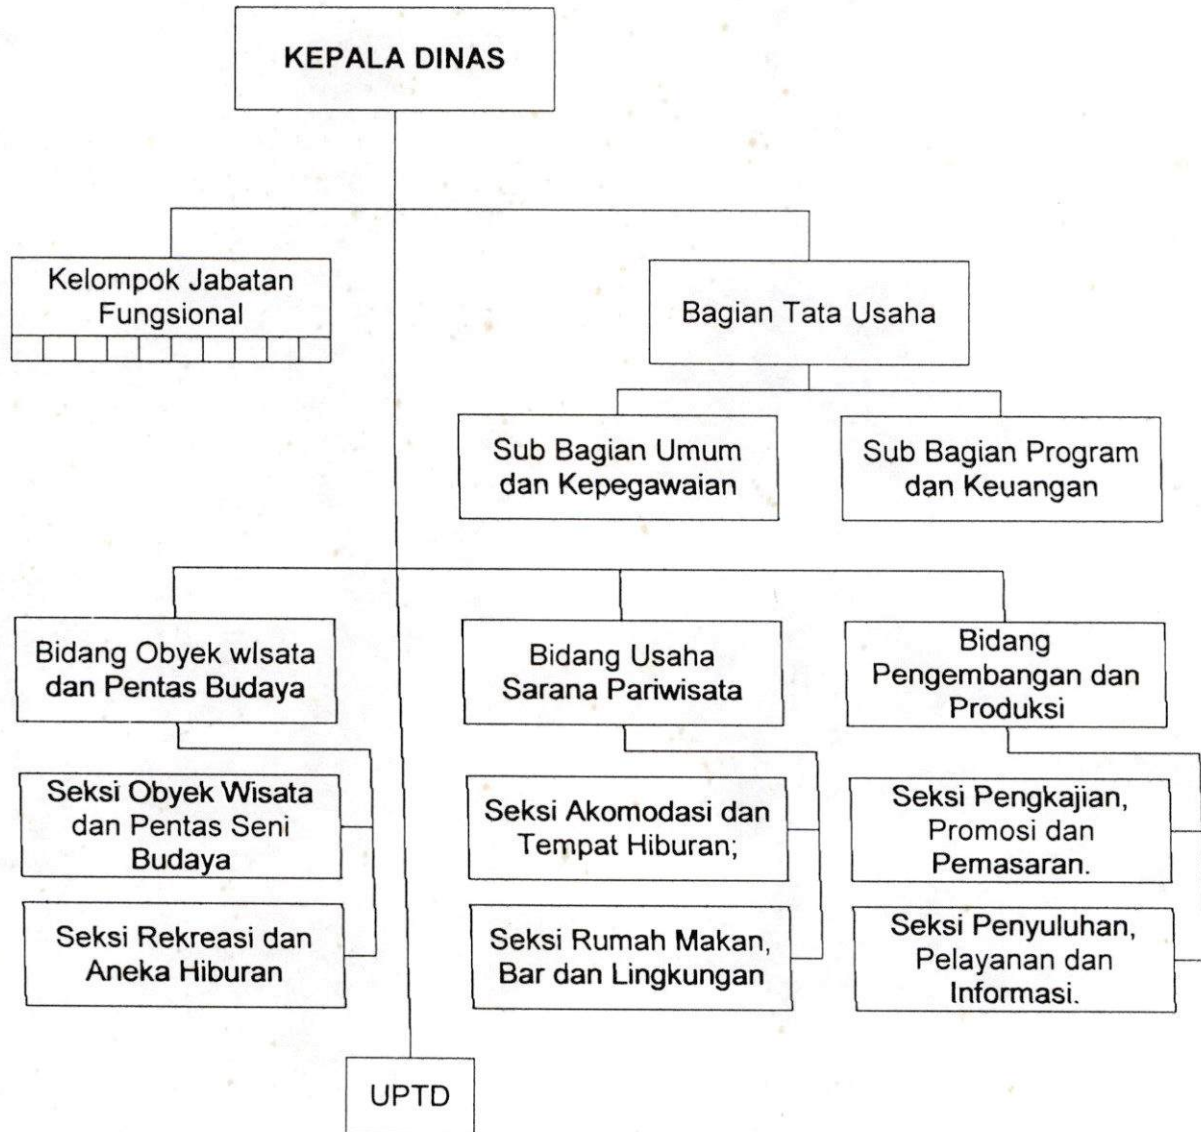 KEPALA DINAS
Kelompok Jabatan
Fungsional
Bagian Tata Usaha
Sub Bagian Umum
dan Kepegawaian
Sub Bagian Program
dan Keuangan
Bidang Obyek wIsata
dan Pentas Budaya
Bidang Usaha
Sarana Pariwisata
Bidang
Pengembangan dan
Produksi
Seksi Obyek Wisata
dan Pentas Seni
Budaya
Seksi Akomodasi dan
Tempat Hiburan;
Seksi Pengkajian,
Promosi dan
Pemasaran.
Seksi Rekreasi dan
Aneka Hiburan
Seksi Rumah Makan,
Bar dan Lingkungan
Seksi Penyuluhan,
Pelayanan dan
Informasi.
UPTD